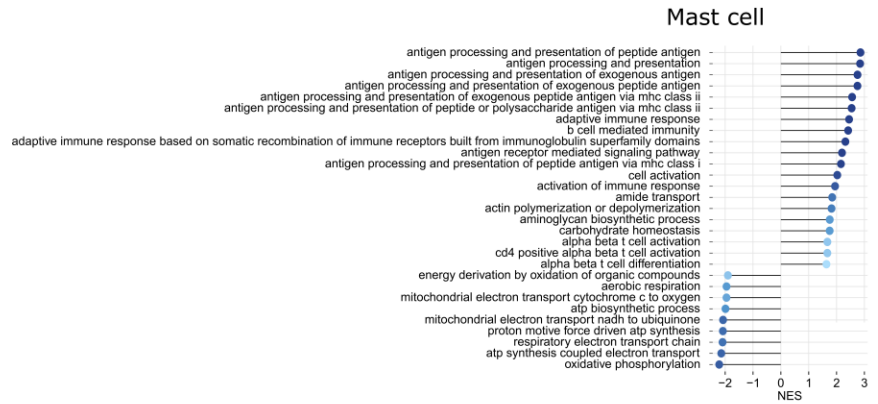 Mast cell
antigen processing and presentation of peptide antigen
antigen processing and presentation
antigen processing and presentation of exogenous antigen
antigen processing and presentation of exogenous peptide antigen
antigen processing and presentation of exogenous peptide antigen via mhc class ii
antigen processing and presentation of peptide or polysaccharide antigen via mhc class ii
adaptive immune response
b cell mediated immunity
adaptive immune response based on somatic recombination of immune receptors built from immunoglobulin superfamily domains
antigen receptor mediated signaling pathway
antigen processing and presentation of peptide antigen via mhc class i
cell activation
activation of immune response
amide transport
actin polymerization or depolymerization
aminoglycan biosynthetic process
carbohydrate homeostasis
alpha beta t cell activation
cd4 positive alpha beta t cell activation
alpha beta t cell differentiation
energy derivation by oxidation of organic compounds
aerobic respiration
mitochondrial electron transport cytochrome c to oxygen
atp biosynthetic process
mitochondrial electron transport nadh to ubiquinone
proton motive force driven atp synthesis
respiratory electron transport chain
atp synthesis coupled electron transport
oxidative phosphorylation
−2 −1 0 1 2 3
NES